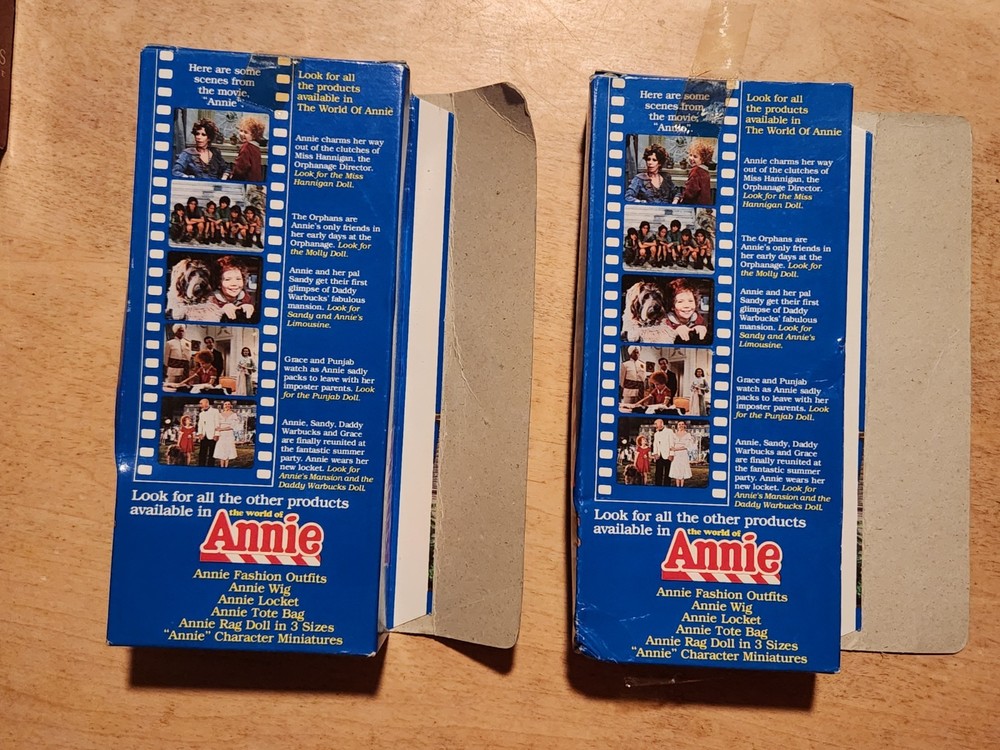 Here are some
scenes from
the movie,
"Annie".
Look for all
the products
available in
The World Of Annie
Annie charms her way
out of the clutches of
Miss Hannigan, the
Orphanage Director.
Look for the Miss
Hannigan Doll.
The Orphans are
Annie's only friends in
her early days at the
Orphanage. Look for
the Molly Doll.
Annie and her pal
Sandy get their first
glimpse of Daddy
Warbucks' fabulous
mansion. Look for
Sandy and Annie's
Limousine.
Grace and Punjab
watch as Annie sadly
packs to leave with her
imposter parents. Look
for the Punjab Doll.
Annie, Sandy, Daddy
Warbucks and Grace
are finally reunited at
the fantastic summer
party. Annie wears her
new locket. Look for
Annie's Mansion and the
Daddy Warbucks Doll.
Look for all the other products
available in the world of
Annie
Annie Fashion Outfits
Annie Wig
Annie Locket
Annie Tote Bag
Annie Rag Doll in 3 Sizes
"Annie" Character Miniatures
Here are some
scenes from
the movie,
"Annie".
Look for all
the products
available in
The World Of Annie
Annie charms her way
out of the clutches of
Miss Hannigan, the
Orphanage Director.
Look for the Miss
Hannigan Doll.
The Orphans are
Annie's only friends in
her early days at the
Orphanage. Look for
the Molly Doll.
Annie and her pal
Sandy get their first
glimpse of Daddy
Warbucks' fabulous
mansion. Look for
Sandy and Annie's
Limousine.
Grace and Punjab
watch as Annie sadly
packs to leave with her
imposter parents. Look
for the Punjab Doll.
Annie, Sandy, Daddy
Warbucks and Grace
are finally reunited at
the fantastic summer
party. Annie wears her
new locket. Look for
Annie's Mansion and the
Daddy Warbucks Doll.
Look for all the other products
available in the world of
Annie
Annie Fashion Outfits
Annie Wig
Annie Locket
Annie Tote Bag
Annie Rag Doll in 3 Sizes
"Annie" Character Miniatures